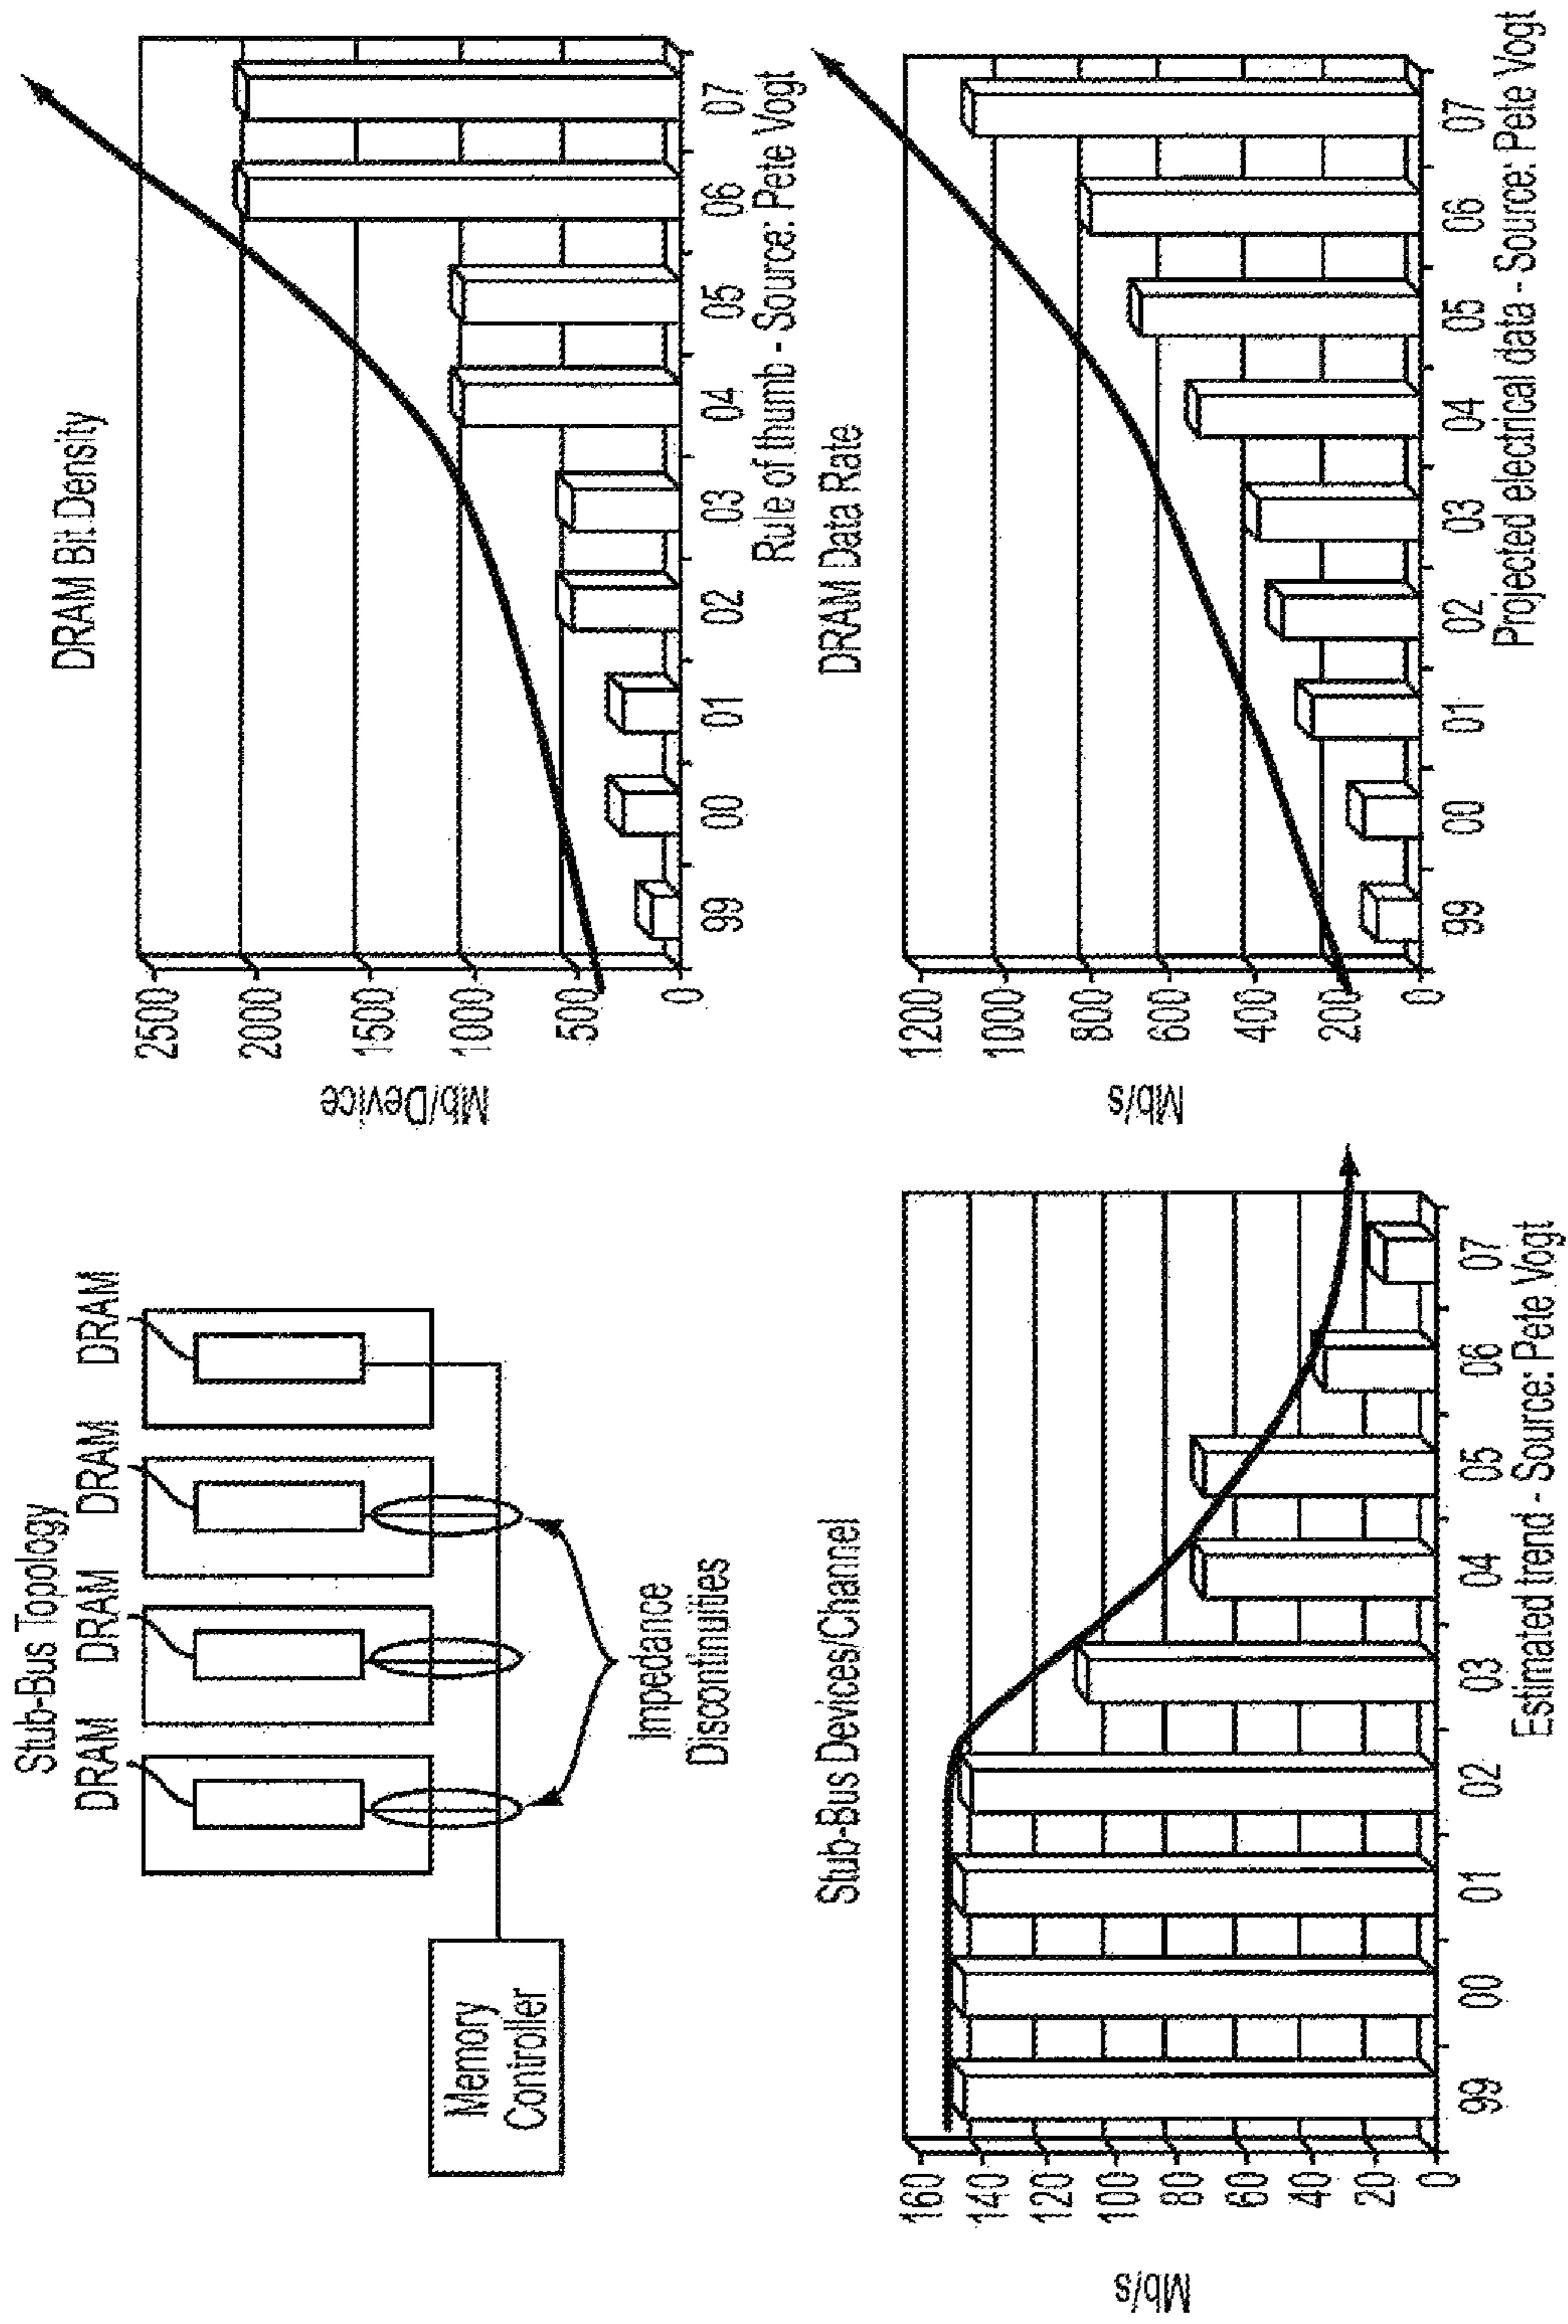 Stub-Bus Topology
DRAM DRAM DRAM DRAM
Memory
Controller
Impedance
Discontinuities
DRAM Bit Density
Mb/Device
2500
2000
1500
1000
500
0
99 00 01 02 03 04 05 06 07
Rule of thumb - Source: Pete Vogt
Stub-Bus Devices/Channel
Mb/s
160
140
120
100
80
60
40
20
0
99 00 01 02 03 04 05 06 07
Estimated trend - Source: Pete Vogt
DRAM Data Rate
Mb/s
1200
1000
800
600
400
200
0
99 00 01 02 03 04 05 06 07
Projected electrical data - Source: Pete Vogt